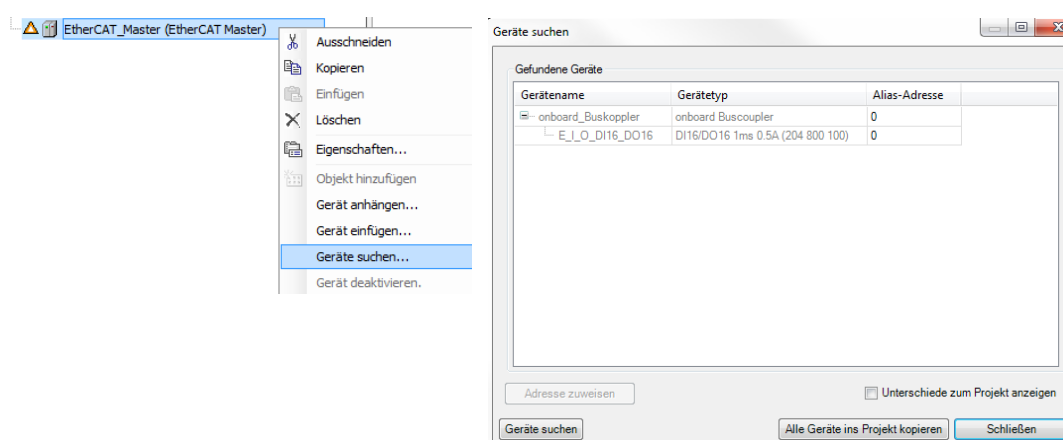 EtherCAT_Master (EtherCAT Master)
Ausschneiden
Kopieren
Einfügen
Löschen
Eigenschaften...
Objekt hinzufügen
Gerät anhängen...
Gerät einfügen...
Geräte suchen...
Gerät deaktivieren.
Geräte suchen
Gefundene Geräte
Gerätename Gerätetyp Alias-Adresse
onboard_Buskoppler onboard Buscoupler 0
E_I_O_DI16_DO16 DI16/DO16 1ms 0.5A (204 800 100) 0
Adresse zuweisen Unterschiede zum Projekt anzeigen
Geräte suchen Alle Geräte ins Projekt kopieren Schließen